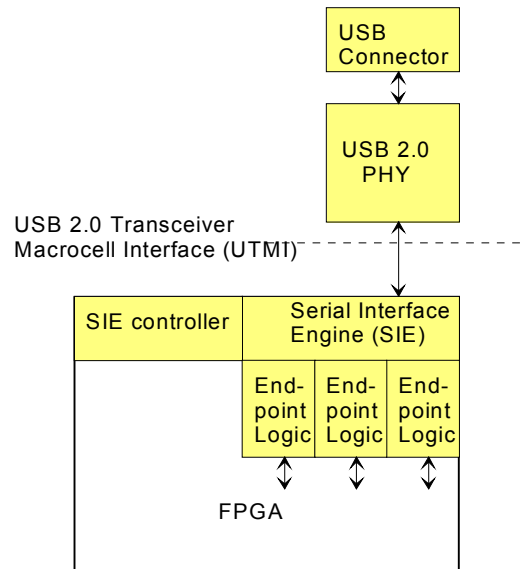 USB
Connector
USB 2.0
PHY
USB 2.0 Transceiver
Macrocell Interface (UTMI)
SIE controller
Serial Interface
Engine (SIE)
End-
point
Logic
End-
point
Logic
End-
point
Logic
FPGA